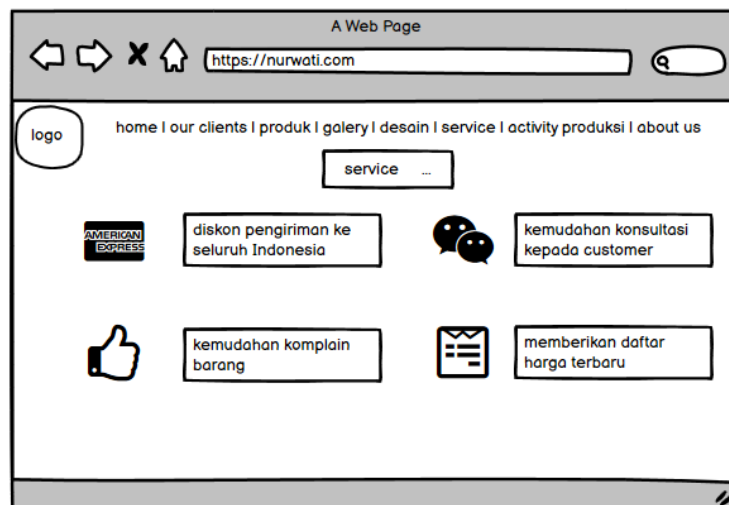 A Web Page
https://nurwati.com
logo
home | our clients | produk | galery | desain | service | activity produksi | about us
service ...
AMERICAN
EXPRESS
diskon pengiriman ke
seluruh Indonesia
kemudahan konsultasi
kepada customer
kemudahan komplain
barang
memberikan daftar
harga terbaru